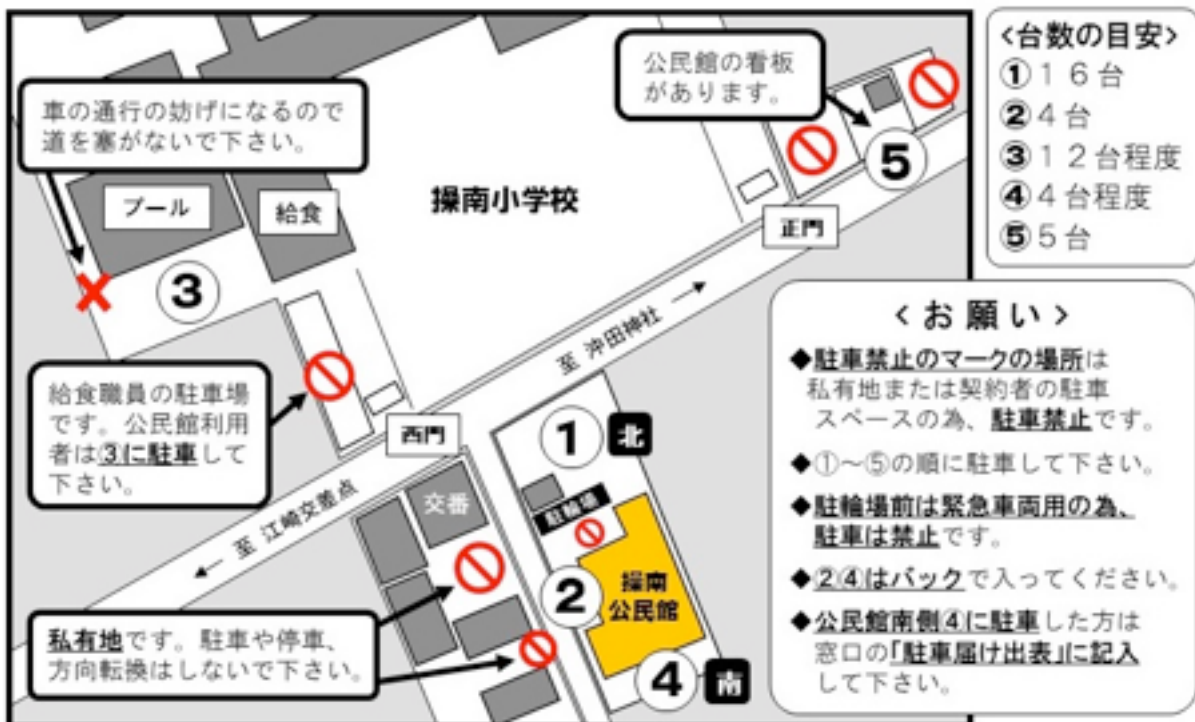 車の通行の妨げになるので
道を塞がないで下さい。
公民館の看板
があります。
プール
給食
操南小学校
⑤
正門
③
至 沖田神社
給食職員の駐車場
です。公民館利用
者は③に駐車して
下さい。
西門
①
北
至 江崎交差点
交番
駐輪場
②
操南
公民館
私有地です。駐車や停車、
方向転換はしないで下さい。
④
南
<台数の目安>
①16台
②4台
③12台程度
④4台程度
⑤5台
<お願い>
◆駐車禁止のマークの場所は
私有地または契約者の駐車
スペースの為、駐車禁止です。
◆①～⑤の順に駐車して下さい。
◆駐輪場前は緊急車両用の為、
駐車は禁止です。
◆②④はバックで入ってください。
◆公民館南側④に駐車した方は
窓口の「駐車届け出表」に記入
して下さい。